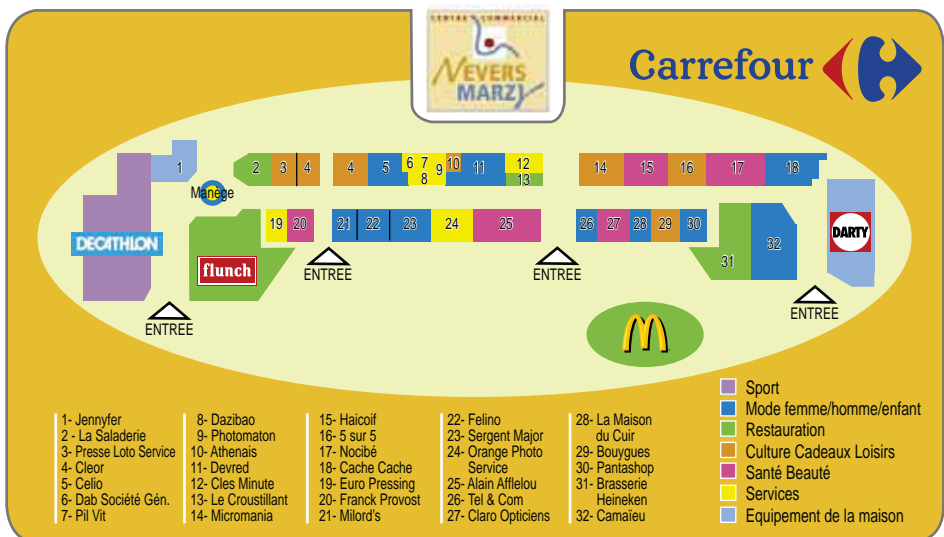 CENTRE COMMERCIAL
NEVERS
MARZY
Carrefour
1
2
3
4
4
5
6
7
8
9
10
11
12
13
14
15
16
17
18
Manège
DECATHLON
flunch
19
20
21
22
23
24
25
26
27
28
29
30
31
32
DARTY
ENTREE
ENTREE
ENTREE
ENTREE
M
1- Jennyfer
2 - La Saladerie
3- Presse Loto Service
4- Cleor
5- Celio
6- Dab Société Gén.
7- Pil Vit
8- Dazibao
9- Photomaton
10- Athenais
11- Devred
12- Cles Minute
13- Le Croustillant
14- Micromania
15- Haicoif
16- 5 sur 5
17- Nocibé
18- Cache Cache
19- Euro Pressing
20- Franck Provost
21- Milord's
22- Felino
23- Sergent Major
24- Orange Photo
Service
25- Alain Afflelou
26- Tel & Com
27- Claro Opticiens
28- La Maison
du Cuir
29- Bouygues
30- Pantashop
31- Brasserie
Heineken
32- Camaïeu
Sport
Mode femme/homme/enfant
Restauration
Culture Cadeaux Loisirs
Santé Beauté
Services
Equipement de la maison